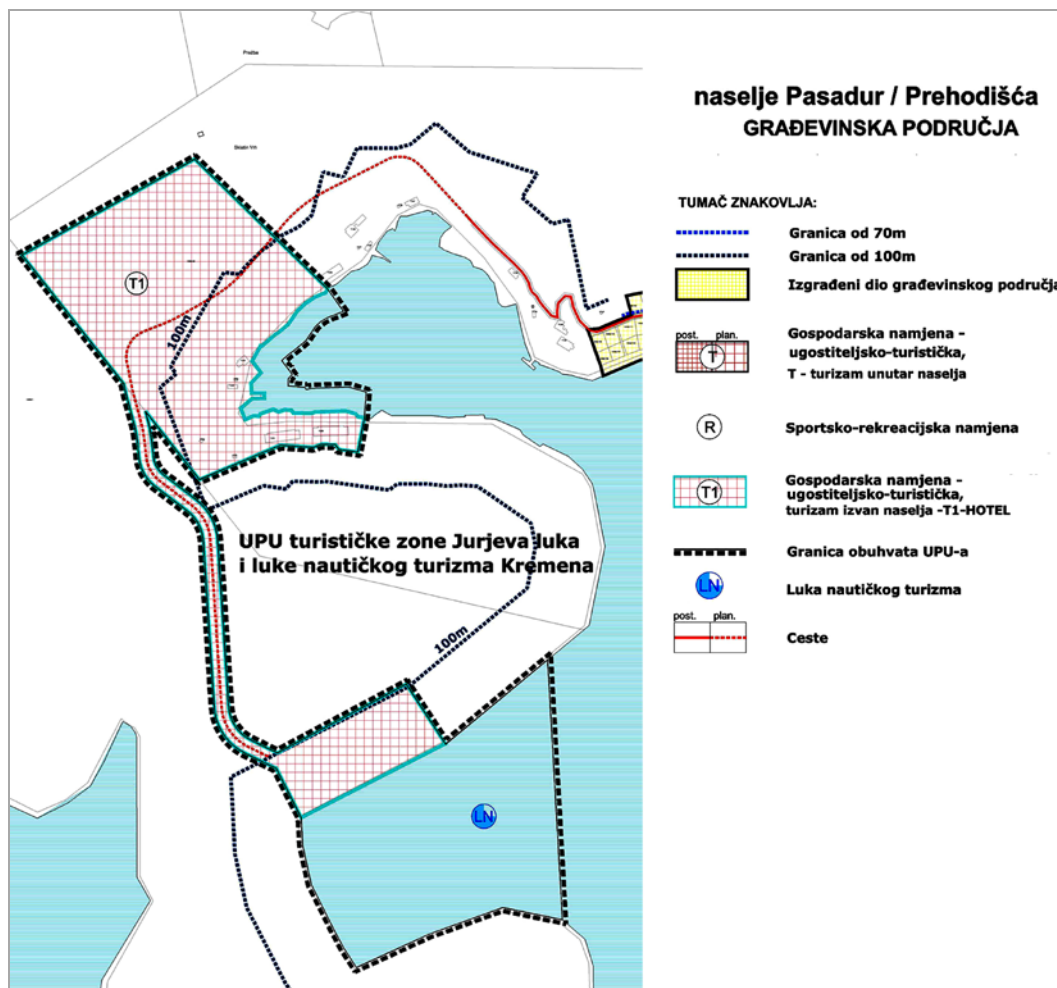 naselje Pasadur / Prehodišća
GRAĐEVINSKA PODRUČJA
TUMAČ ZNAKOVLJA:
Granica od 70m
Granica od 100m
Izgrađeni dio građevinskog područja
post. plan.
T
Gospodarska namjena -
ugostiteljsko-turistička,
T - turizam unutar naselja
R
Sportsko-rekreacijska namjena
T1
Gospodarska namjena -
ugostiteljsko-turistička,
turizam izvan naselja -T1-HOTEL
Granica obuhvata UPU-a
LN
Luka nautičkog turizma
post. plan.
Ceste
T1
100m
UPU turističke zone Jurjeva luka
i luke nautičkog turizma Kremena
100m
LN